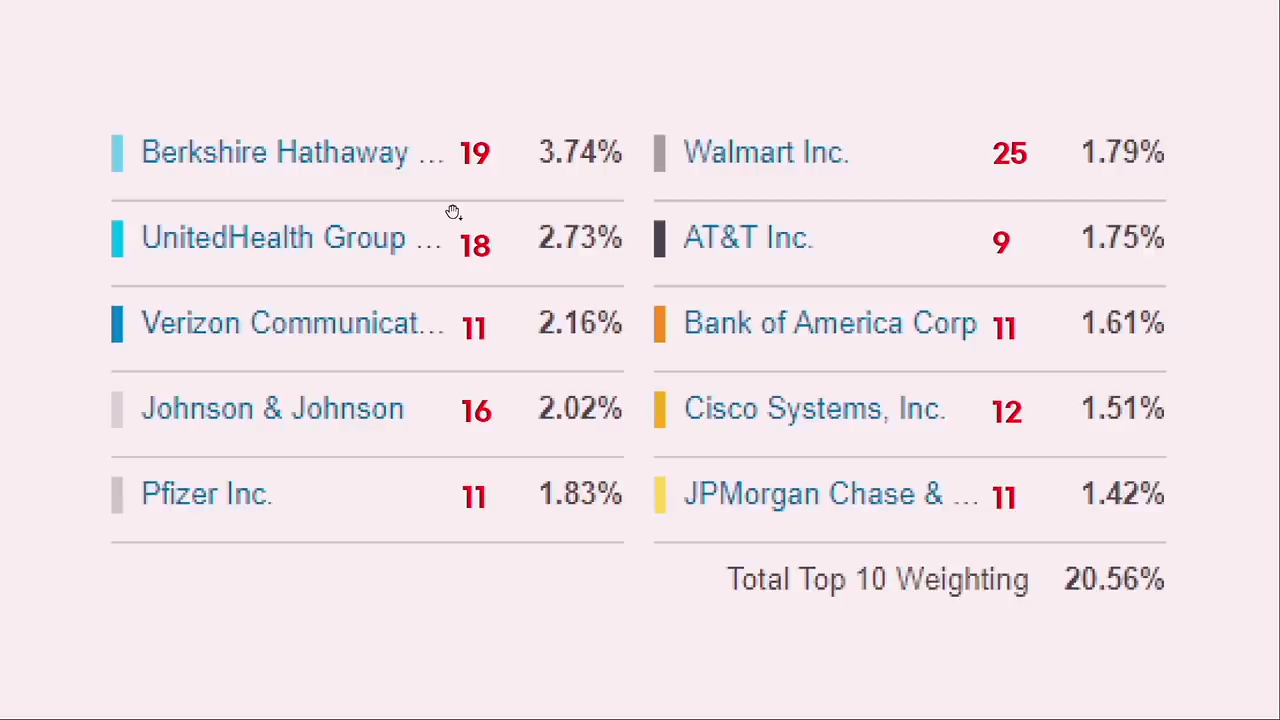 Berkshire Hathaway ... 19 3.74%
UnitedHealth Group ... 18 2.73%
Verizon Communicat... 11 2.16%
Johnson & Johnson 16 2.02%
Pfizer Inc. 11 1.83%
Walmart Inc. 25 1.79%
AT&T Inc. 9 1.75%
Bank of America Corp 11 1.61%
Cisco Systems, Inc. 12 1.51%
JPMorgan Chase & ... 11 1.42%
Total Top 10 Weighting 20.56%